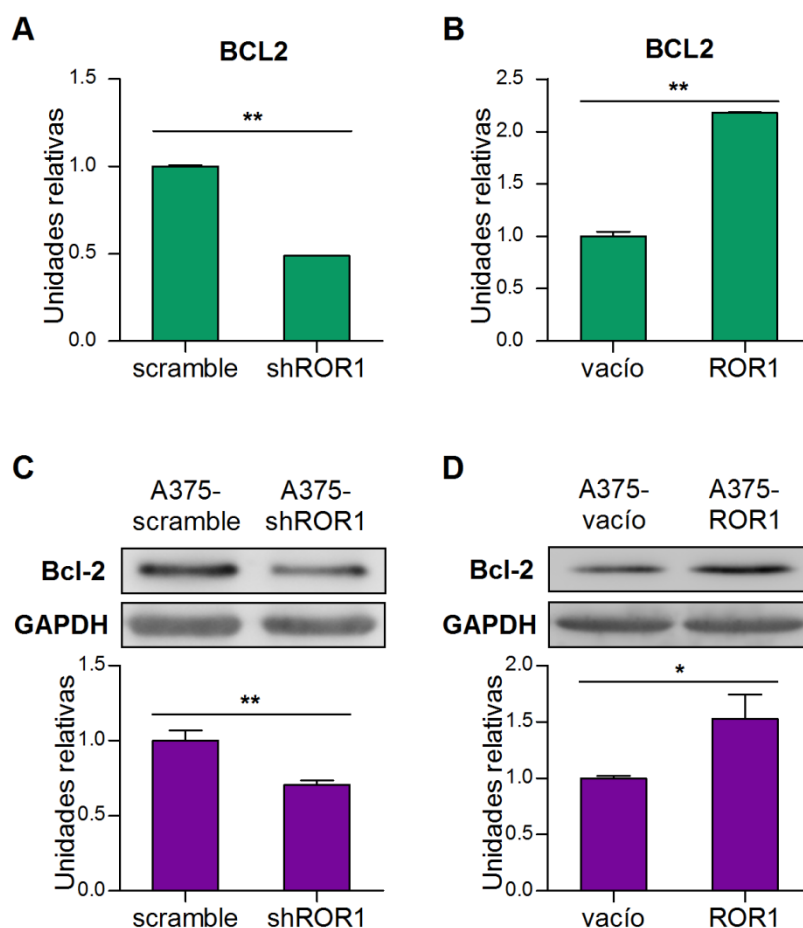 A
BCL2
Unidades relativas
1.5
1.0
0.5
0.0
**
scramble
shROR1
B
BCL2
Unidades relativas
2.5
2.0
1.5
1.0
0.5
0.0
**
vacío
ROR1
C
A375-
scramble
A375-
shROR1
Bcl-2
GAPDH
Unidades relativas
1.5
1.0
0.5
0.0
**
scramble
shROR1
D
A375-
vacío
A375-
ROR1
Bcl-2
GAPDH
Unidades relativas
2.0
1.5
1.0
0.5
0.0
*
vacío
ROR1